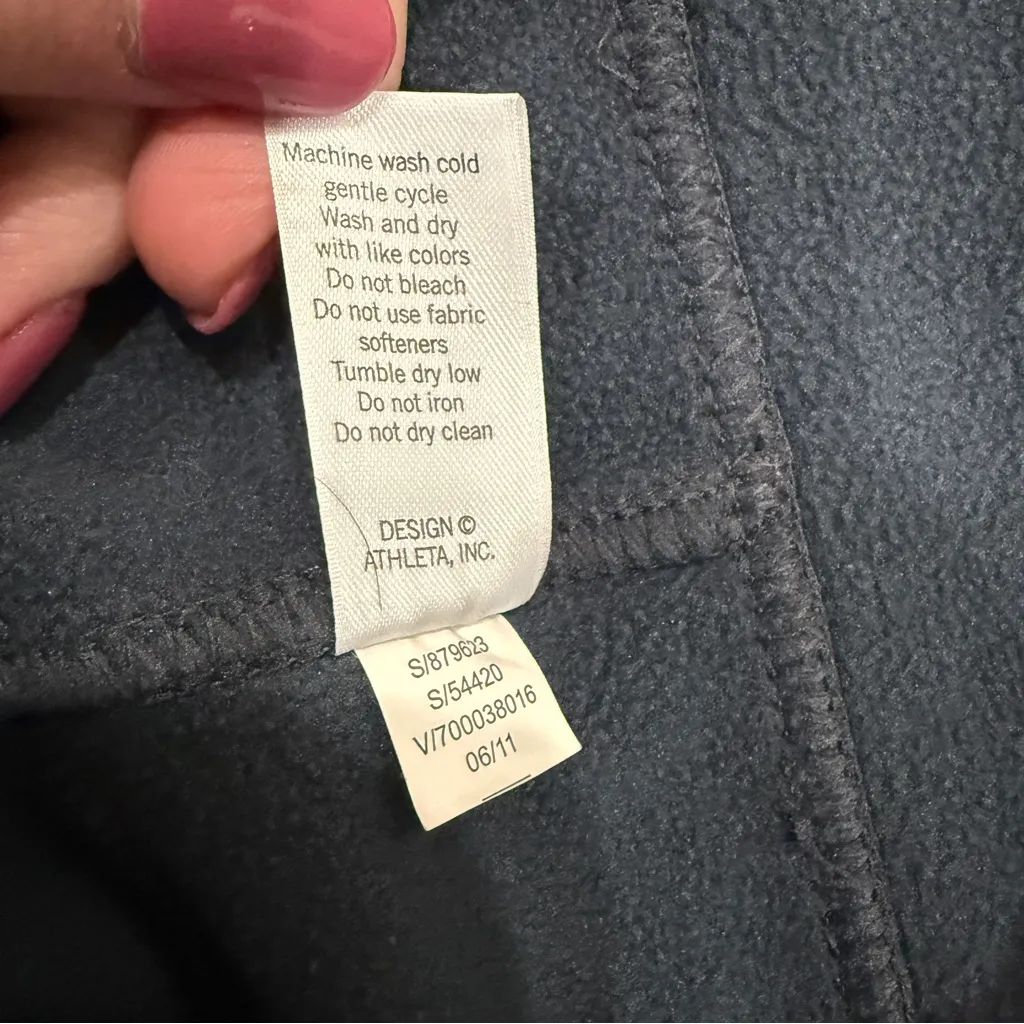 Machine wash cold
gentle cycle
Wash and dry
with like colors
Do not bleach
Do not use fabric
softeners
Tumble dry low
Do not iron
Do not dry clean
DESIGN ©
ATHLETA, INC.
S/879623
S/54420
V/700038016
06/11